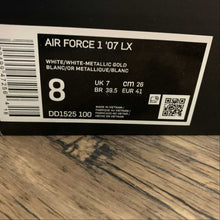 AIR FORCE 1 '07 LX
WHITE/WHITE-METALLIC GOLD
BLANC/OR METALLIQUE/BLANC
8
UK 7
cm 26
BR 38.5
EUR 41
DD1525 100